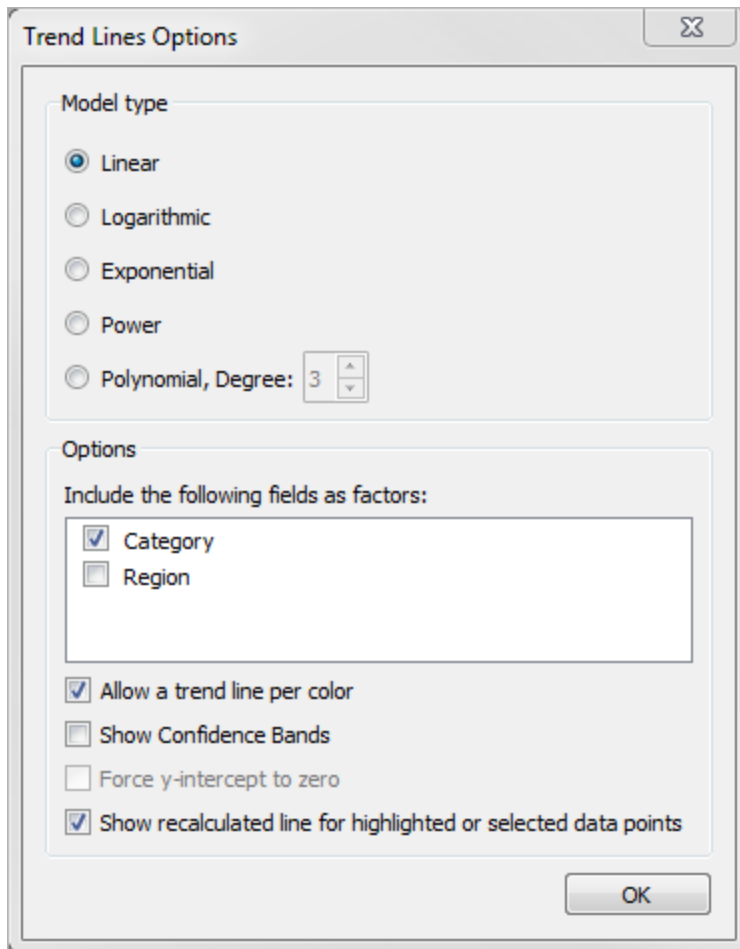 Trend Lines Options
Model type
Linear
Logarithmic
Exponential
Power
Polynomial, Degree: 3
Options
Include the following fields as factors:
Category
Region
Allow a trend line per color
Show Confidence Bands
Force y-intercept to zero
Show recalculated line for highlighted or selected data points
OK